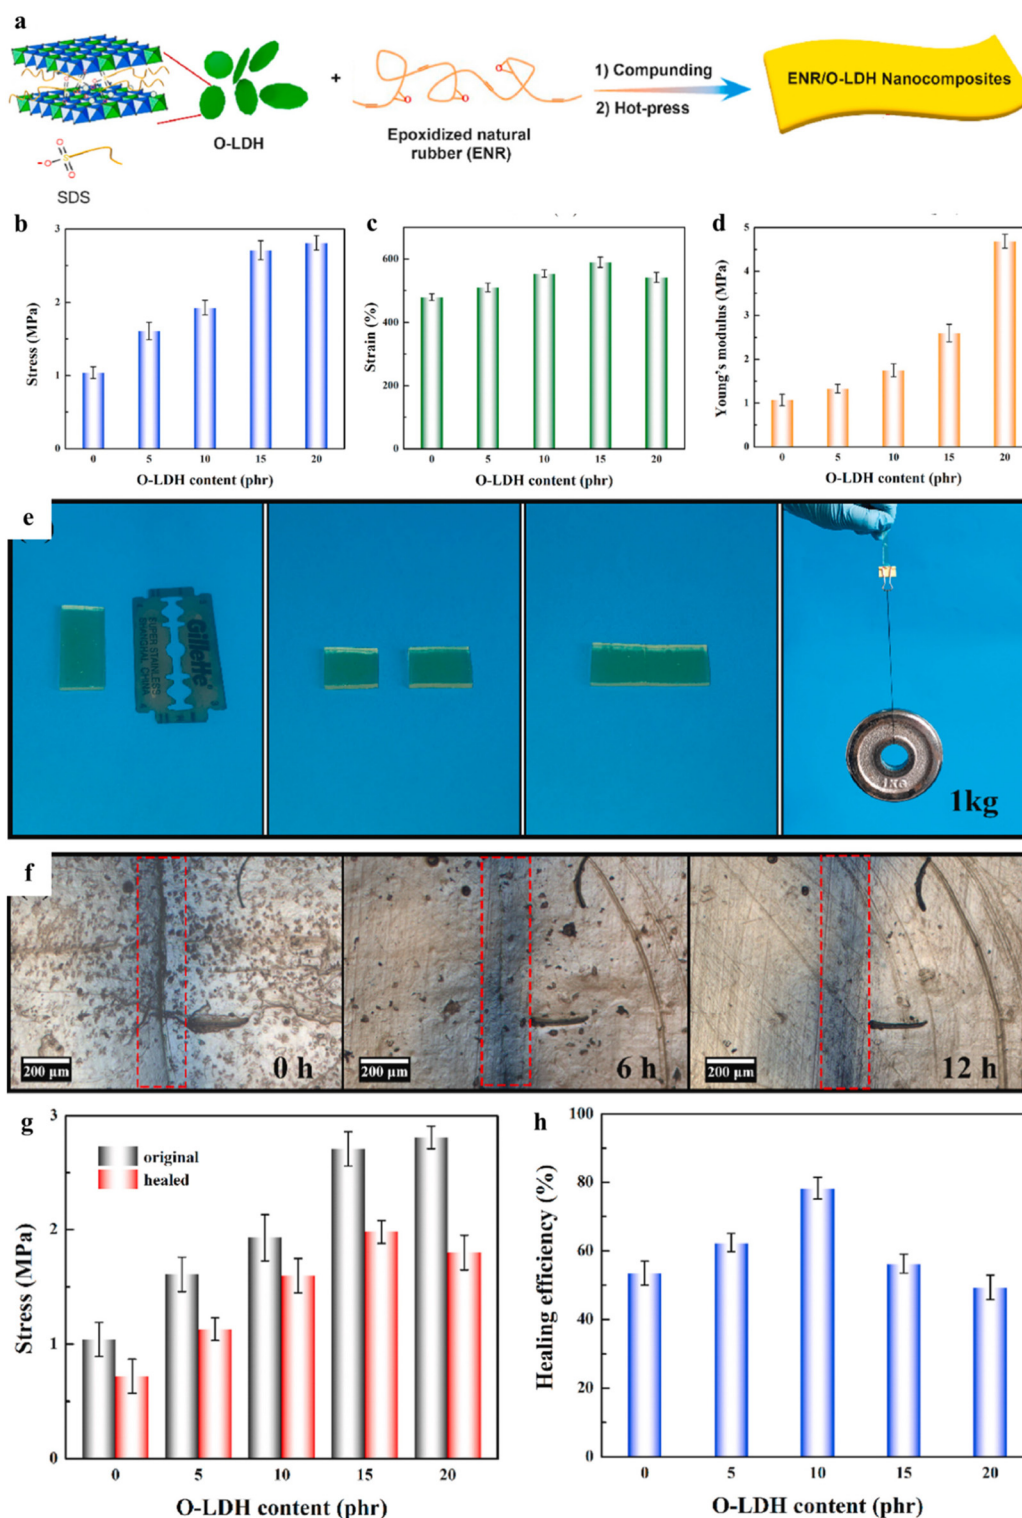 a
O-LDH
SDS
+
Epoxidized natural
rubber (ENR)
1) Compunding
2) Hot-press
ENR/O-LDH Nanocomposites
b
3
2
1
0
Stress (MPa)
0 5 10 15 20
O-LDH content (phr)
c
600
400
200
0
Strain (%)
0 5 10 15 20
O-LDH content (phr)
d
5
4
3
2
1
0
Young's modulus (MPa)
0 5 10 15 20
O-LDH content (phr)
e
Gillette
SUPER STAINLESS
SHANGHAI, CHINA
1kg
1kg
f
200 µm
0 h
200 µm
6 h
200 µm
12 h
g
original
healed
3
2
1
0
Stress (MPa)
0 5 10 15 20
O-LDH content (phr)
h
100
80
60
40
20
0
Healing efficiency (%)
0 5 10 15 20
O-LDH content (phr)